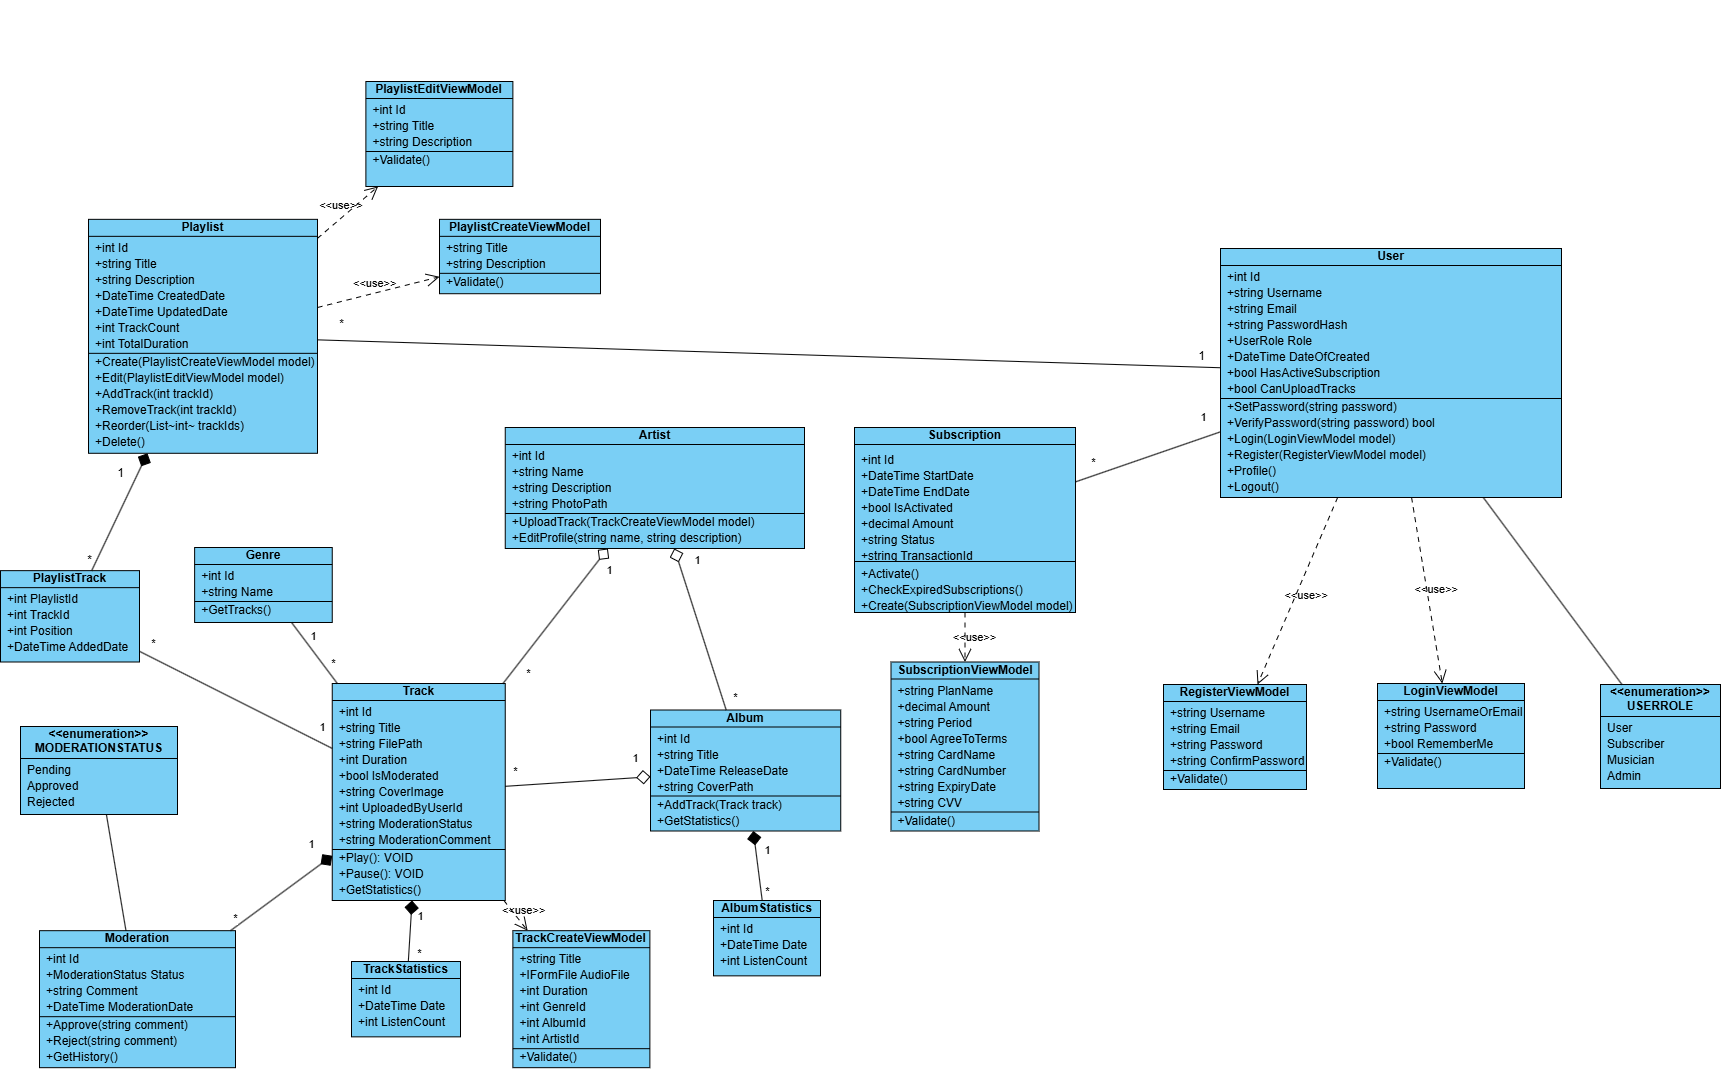 PlaylistEditViewModel
+int Id
+string Title
+string Description
+Validate()
<<use>>
Playlist
+int Id
+string Title
+string Description
+DateTime CreatedDate
+DateTime UpdatedDate
+int TrackCount
+int TotalDuration
+Create(PlaylistCreateViewModel model)
+Edit(PlaylistEditViewModel model)
+AddTrack(int trackId)
+RemoveTrack(int trackId)
+Reorder(List~int~ trackIds)
+Delete()
PlaylistCreateViewModel
+string Title
+string Description
+Validate()
<<use>>
*
1
User
+int Id
+string Username
+string Email
+string PasswordHash
+UserRole Role
+DateTime DateOfCreated
+bool HasActiveSubscription
+bool CanUploadTracks
+SetPassword(string password)
+VerifyPassword(string password) bool
+Login(LoginViewModel model)
+Register(RegisterViewModel model)
+Profile()
+Logout()
1
*
Artist
+int Id
+string Name
+string Description
+string PhotoPath
+UploadTrack(TrackCreateViewModel model)
+EditProfile(string name, string description)
Subscription
+int Id
+DateTime StartDate
+DateTime EndDate
+bool IsActivated
+decimal Amount
+string Status
+string TransactionId
+Activate()
+CheckExpiredSubscriptions()
+Create(SubscriptionViewModel model)
1
*
Genre
+int Id
+string Name
+GetTracks()
1
1
PlaylistTrack
+int PlaylistId
+int TrackId
+int Position
+DateTime AddedDate
*
1
*
*
*
1
<<use>>
<<use>>
<<use>>
SubscriptionViewModel
+string PlanName
+decimal Amount
+string Period
+bool AgreeToTerms
+string CardName
+string CardNumber
+string ExpiryDate
+string CVV
+Validate()
RegisterViewModel
+string Username
+string Email
+string Password
+string ConfirmPassword
+Validate()
LoginViewModel
+string UsernameOrEmail
+string Password
+bool RememberMe
+Validate()
<<enumeration>>
USERROLE
User
Subscriber
Musician
Admin
Track
+int Id
+string Title
+string FilePath
+int Duration
+bool IsModerated
+string CoverImage
+int UploadedByUserId
+string ModerationStatus
+string ModerationComment
+Play(): VOID
+Pause(): VOID
+GetStatistics()
Album
+int Id
+string Title
+DateTime ReleaseDate
+string CoverPath
+AddTrack(Track track)
+GetStatistics()
*
1
<<enumeration>>
MODERATIONSTATUS
Pending
Approved
Rejected
1
*
1
*
1
*
<<use>>
AlbumStatistics
+int Id
+DateTime Date
+int ListenCount
Moderation
+int Id
+ModerationStatus Status
+string Comment
+DateTime ModerationDate
+Approve(string comment)
+Reject(string comment)
+GetHistory()
TrackStatistics
+int Id
+DateTime Date
+int ListenCount
TrackCreateViewModel
+string Title
+IFormFile AudioFile
+int Duration
+int GenreId
+int AlbumId
+int ArtistId
+Validate()